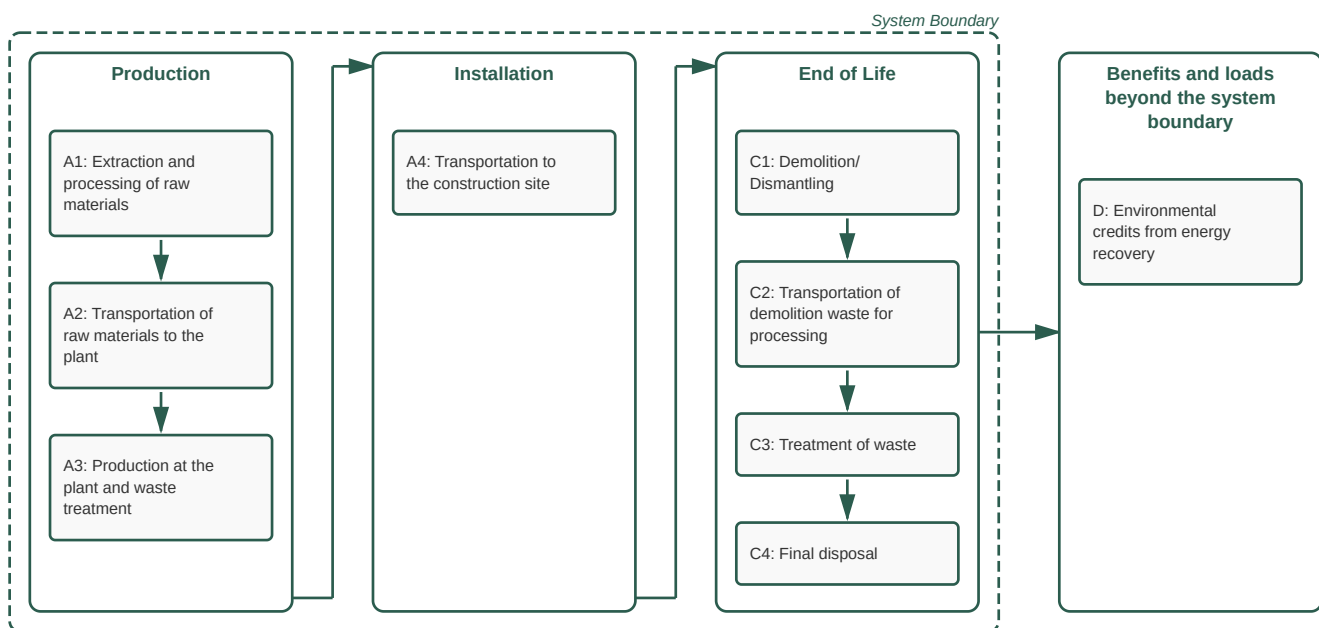 System Boundary
Production
A1: Extraction and
processing of raw
materials
A2: Transportation of
raw materials to the
plant
A3: Production at the
plant and waste
treatment
Installation
A4: Transportation to
the construction site
End of Life
C1: Demolition/
Dismantling
C2: Transportation of
demolition waste for
processing
C3: Treatment of waste
C4: Final disposal
Benefits and loads
beyond the system
boundary
D: Environmental
credits from energy
recovery